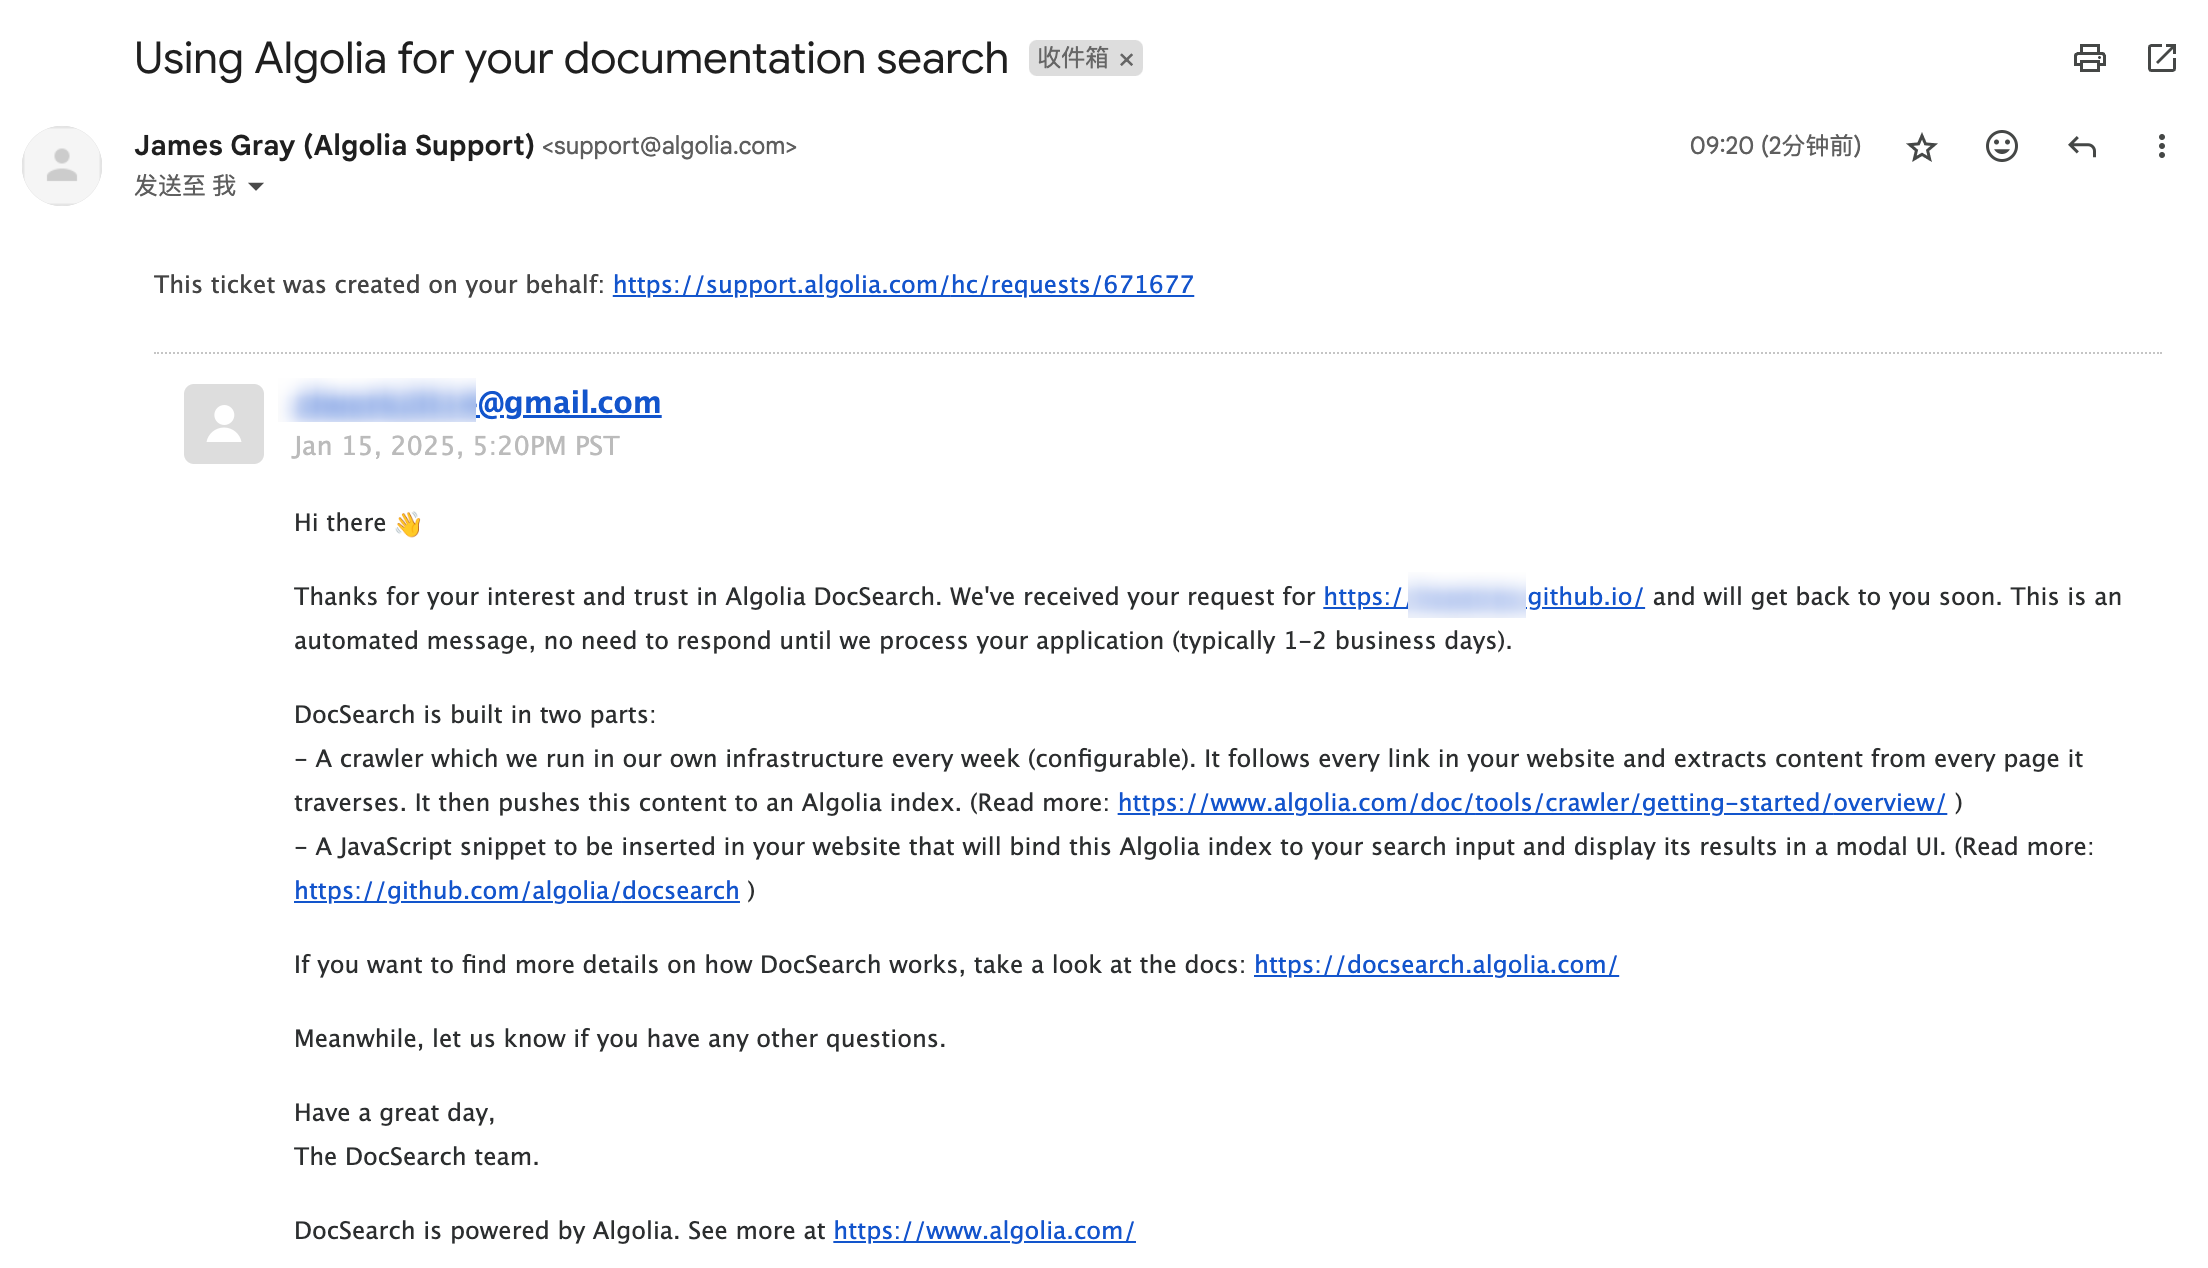 Using Algolia for your documentation search 收件箱 ×
James Gray (Algolia Support) <support@algolia.com> 09:20 (2分钟前)
发送至 我
This ticket was created on your behalf: https://support.algolia.com/hc/requests/671677
@gmail.com
Jan 15, 2025, 5:20PM PST
Hi there 👋
Thanks for your interest and trust in Algolia DocSearch. We've received your request for https://github.io/ and will get back to you soon. This is an
automated message, no need to respond until we process your application (typically 1-2 business days).
DocSearch is built in two parts:
- A crawler which we run in our own infrastructure every week (configurable). It follows every link in your website and extracts content from every page it
traverses. It then pushes this content to an Algolia index. (Read more: https://www.algolia.com/doc/tools/crawler/getting-started/overview/ )
- A JavaScript snippet to be inserted in your website that will bind this Algolia index to your search input and display its results in a modal UI. (Read more:
https://github.com/algolia/docsearch )
If you want to find more details on how DocSearch works, take a look at the docs: https://docsearch.algolia.com/
Meanwhile, let us know if you have any other questions.
Have a great day,
The DocSearch team.
DocSearch is powered by Algolia. See more at https://www.algolia.com/